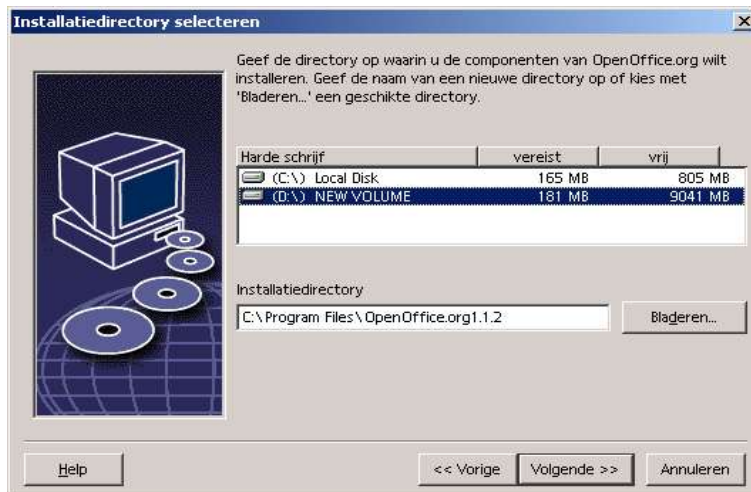 Installatiedirectory selecteren
Geef de directory op waarin u de componenten van OpenOffice.org wilt
installeren. Geef de naam van een nieuwe directory op of kies met
'Bladeren...' een geschikte directory.
Harde schrijf vereist vrij
(C:\) Local Disk 165 MB 805 MB
(D:\) NEW VOLUME 181 MB 9041 MB
Installatiedirectory
C:\Program Files\OpenOffice.org1.1.2
Bladeren...
Help
<< Vorige
Volgende >>
Annuleren